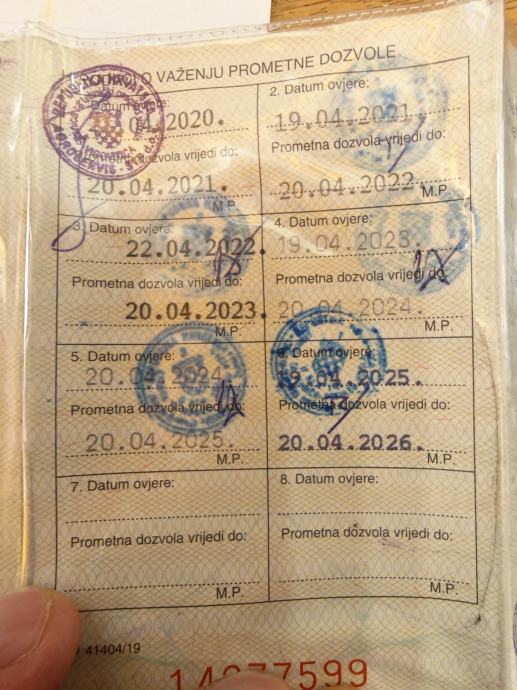 O VAŽENJU PROMETNE DOZVOLE
Datum ovjere:
04.2020.
dozvola vrijedi do:
20.04.2021.
M.P.
2. Datum ovjere:
19.04.2021
Prometna dozvola vrijedi do:
20.04.2022.
M.P.
3. Datum ovjere:
22.04.2022.
Prometna dozvola vrijedi do:
20.04.2023.
M.P.
4. Datum ovjere:
19.04.2023.
Prometna dozvola vrijedi do:
20.04.2024.
M.P.
5. Datum ovjere:
20.04.2024.
Prometna dozvola vrijedi do:
20.04.2025.
M.P.
6. Datum ovjere:
19.04.2025.
Prometna dozvola vrijedi do:
20.04.2026.
M.P.
7. Datum ovjere:
Prometna dozvola vrijedi do:
M.P.
8. Datum ovjere:
Prometna dozvola vrijedi do:
M.P.
41404/19